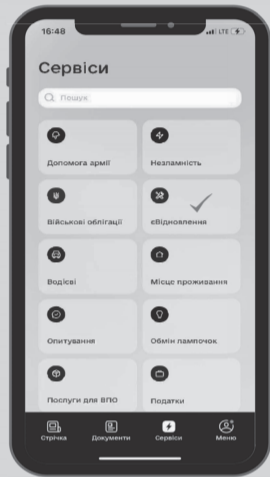 16:48
LTE
Сервіси
Пошук
Допомога армії
Незламність
Військові облігації
єВідновлення
Водієві
Місце проживання
Опитування
Обмін лампочок
Послуги для ВПО
Податки
Стрічка
Документи
Сервіси
Меню